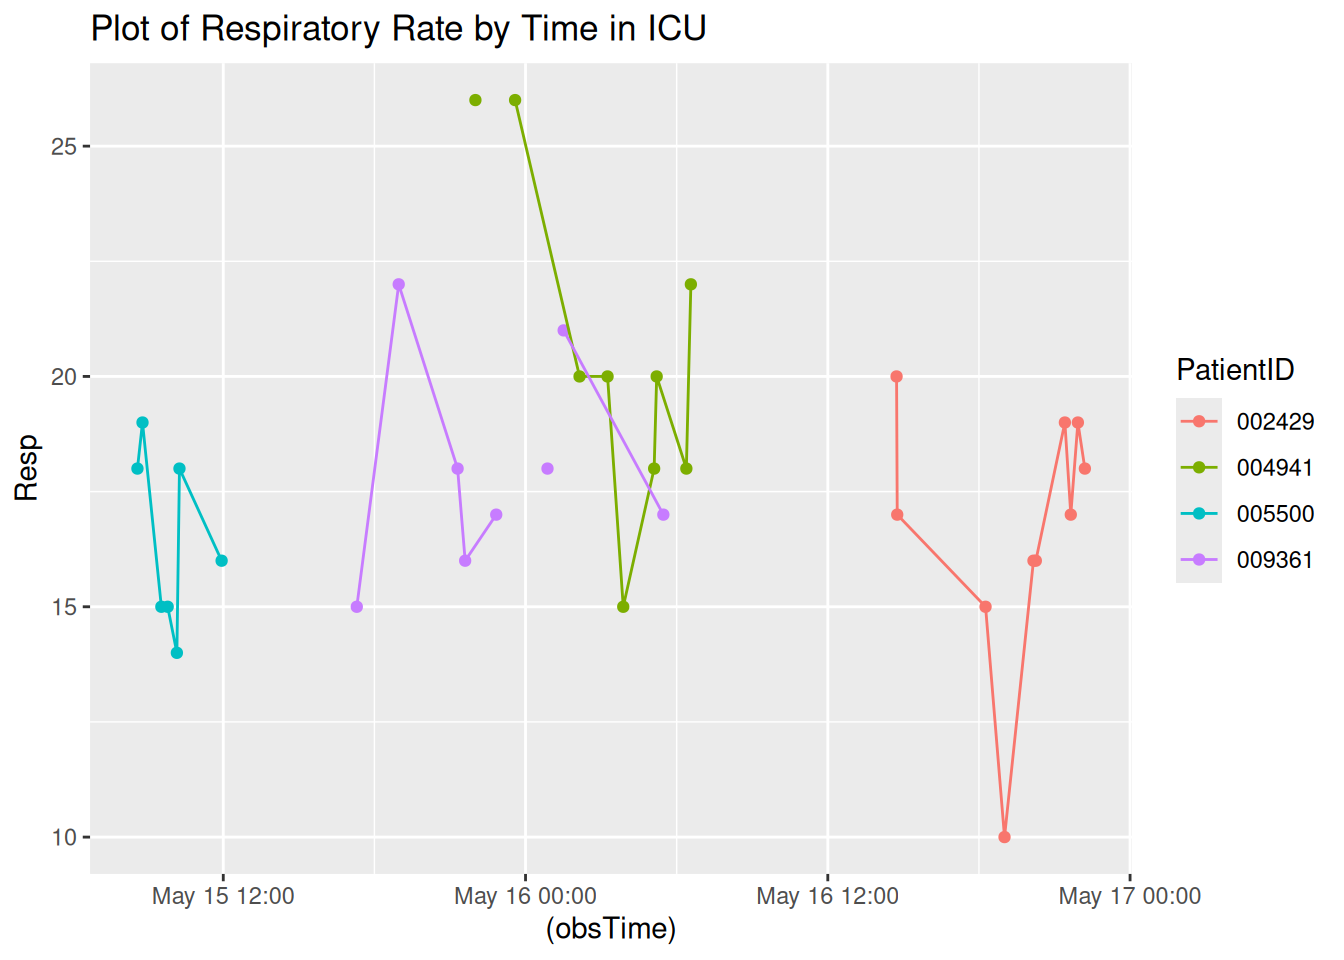 Plot of Respiratory Rate by Time in ICU
Resp
25
20
15
10
May 15 12:00
May 16 00:00
May 16 12:00
May 17 00:00
(obsTime)
PatientID
002429
004941
005500
009361